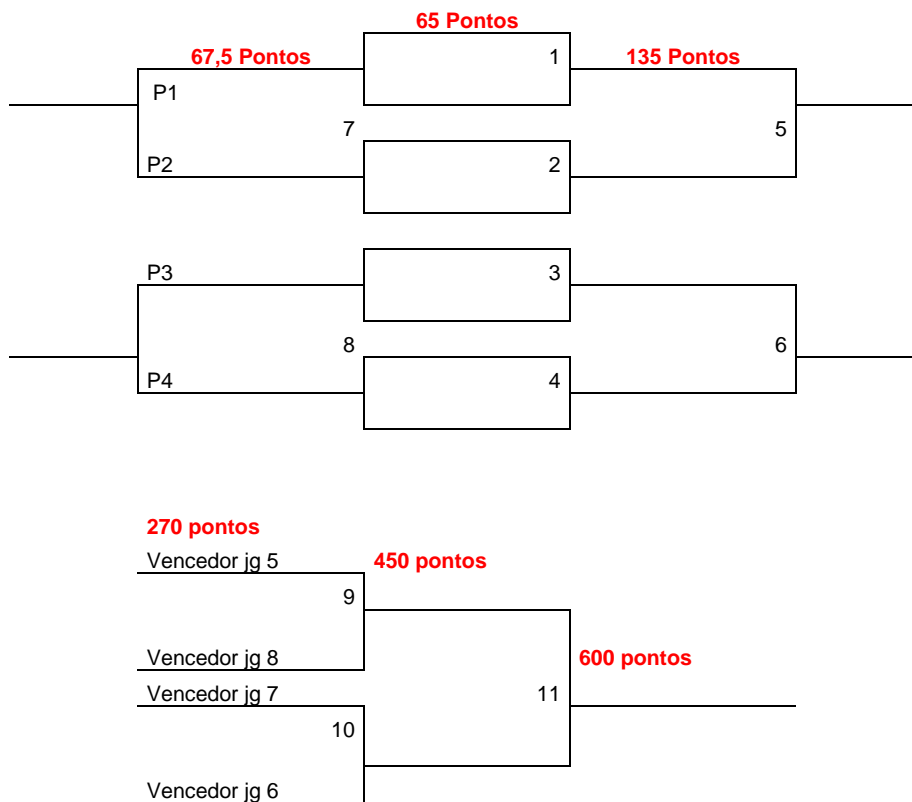 65 Pontos
67,5 Pontos
1
135 Pontos
P1
7
5
P2
2
P3
3
8
6
P4
4
270 pontos
Vencedor jg 5
450 pontos
9
Vencedor jg 8
600 pontos
Vencedor jg 7
11
10
Vencedor jg 6